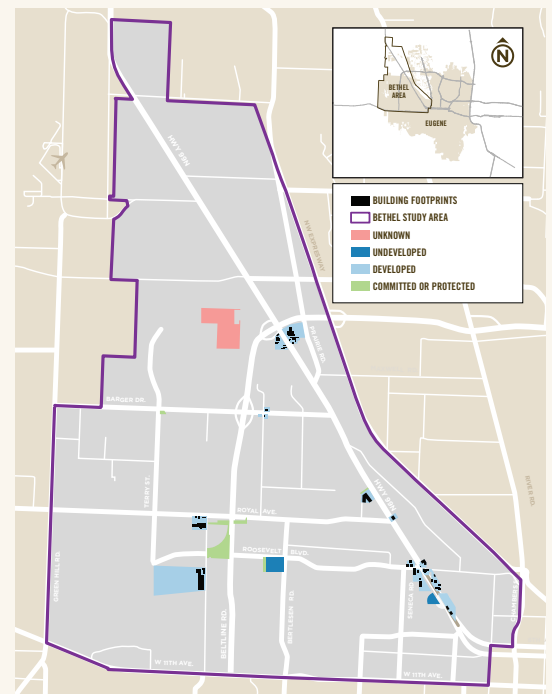 N
BETHEL
AREA
EUGENE
BUILDING FOOTPRINTS
BETHEL STUDY AREA
UNKNOWN
UNDEVELOPED
DEVELOPED
COMMITTED OR PROTECTED
HWY 99N
NW EXPRESSWAY
PRAIRIE RD.
BARGER DR.
TERRY ST.
HWY 99N
RIVER RD.
ROYAL AVE.
ROOSEVELT BLVD.
GREEN HILL RD
BELTLINE RD.
BERTELSEN RD.
SENECA RD.
W 11TH AVE.
W 11TH AVE.